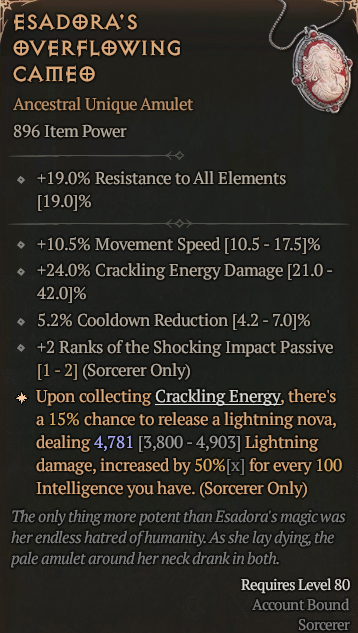 ESADORA'S
OVERFLOWING
CAMEO
Ancestral Unique Amulet
896 Item Power
+19.0% Resistance to All Elements
[19.0]%
+10.5% Movement Speed [10.5 - 17.5]%
+24.0% Crackling Energy Damage [21.0 -
42.0]%
5.2% Cooldown Reduction [4.2 - 7.0]%
+2 Ranks of the Shocking Impact Passive
[1 - 2] (Sorcerer Only)
Upon collecting Crackling Energy, there's
a 15% chance to release a lightning nova,
dealing 4,781 [3,800 - 4,903] Lightning
damage, increased by 50%[x] for every 100
Intelligence you have. (Sorcerer Only)
The only thing more potent than Esadora's magic was
her endless hatred of humanity. As she lay dying, the
pale amulet around her neck drank in both.
Requires Level 80
Account Bound
Sorcerer